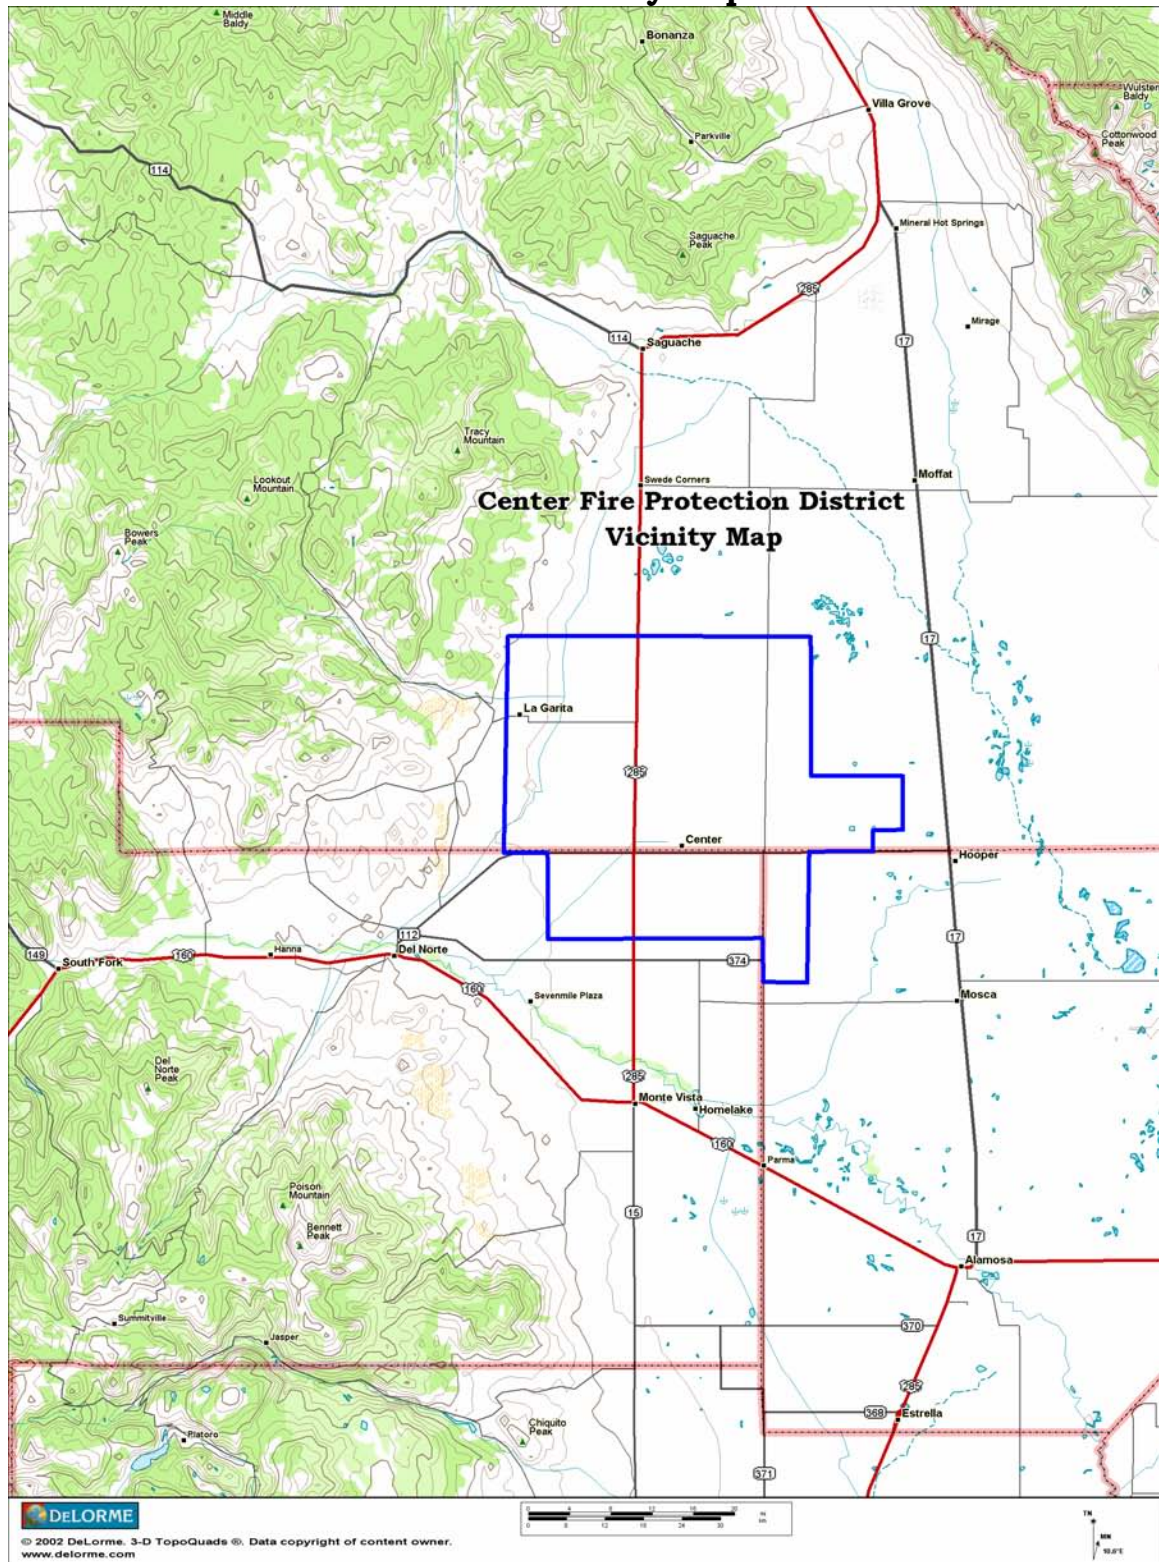 Middle
Baldy
Bonanza
Wulsten
Baldy
Villa Grove
Cottonwood
Peak
Parkville
114
Mineral Hot Springs
Saguache
Peak
285
Mirage
114
17
Saguache
Tracy
Mountain
Moffat
Lookout
Mountain
Swede Corners
Center Fire Protection District
Vicinity Map
Bowers
Peak
17
La Garita
285
Center
Hooper
112
17
149
South Fork
160
Hanna
Del Norte
374
160
Sevenmile Plaza
Mosca
Del
Norte
Peak
285
Monte Vista
Homelake
160
Parma
Poison
Mountain
15
Bennett
Peak
17
Alamosa
Summitville
370
Jasper
285
368
Estrella
Chiquito
Peak
Platoro
371
DELORME
© 2002 DeLorme. 3-D TopoQuads ®. Data copyright of content owner.
www.delorme.com
TN
MN